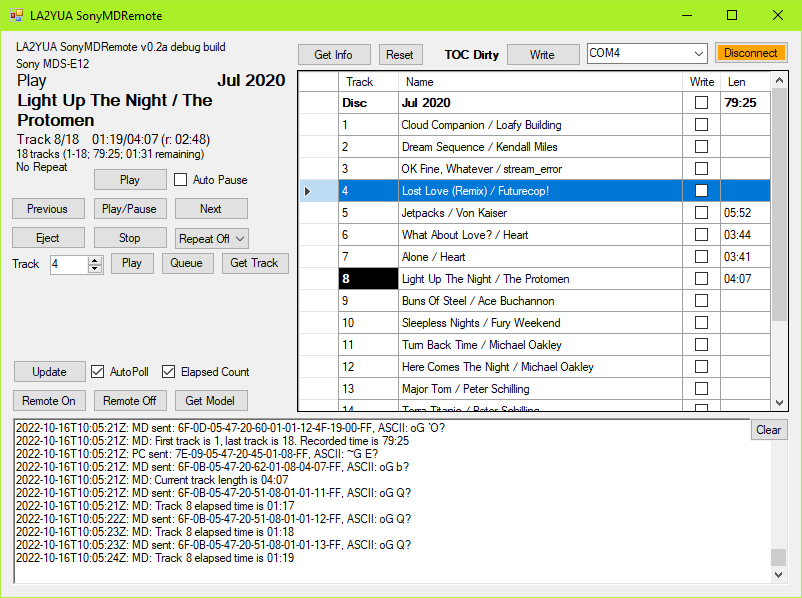 LA2YUA SonyMDRemote
LA2YUA SonyMDRemote v0.2a debug build
Sony MDS-E12
Play Jul 2020
Light Up The Night / The
Protomen
Track 8/18 01:19/04:07 (r: 02:48)
18 tracks (1-18; 79:25; 01:31 remaining)
No Repeat
Play Auto Pause
Previous Play/Pause Next
Eject Stop Repeat Off
Track 4 Play Queue Get Track
Update AutoPoll Elapsed Count
Remote On Remote Off Get Model
Get Info Reset TOC Dirty Write COM4 Disconnect
Track Name Write Len
Disc Jul 2020 79:25
1 Cloud Companion / Loafy Building
2 Dream Sequence / Kendall Miles
3 OK Fine, Whatever / stream_error
4 Lost Love (Remix) / Futurecop!
5 Jetpacks / Von Kaiser 05:52
6 What About Love? / Heart 03:44
7 Alone / Heart 03:41
8 Light Up The Night / The Protomen 04:07
9 Buns Of Steel / Ace Buchannon
10 Sleepless Nights / Fury Weekend
11 Turn Back Time / Michael Oakley
12 Here Comes The Night / Michael Oakley
13 Major Tom / Peter Schilling
14 Terra Titanic / Peter Schilling
2022-10-16T10:05:21Z: MD sent: 6F-0D-05-47-20-60-01-01-12-4F-19-00-FF, ASCII: oG `O?
2022-10-16T10:05:21Z: MD: First track is 1, last track is 18. Recorded time is 79:25
2022-10-16T10:05:21Z: PC sent: 7E-09-05-47-20-45-01-08-FF, ASCII: ~G E?
2022-10-16T10:05:21Z: MD sent: 6F-0B-05-47-20-62-01-08-04-07-FF, ASCII: oG b?
2022-10-16T10:05:21Z: MD: Current track length is 04:07
2022-10-16T10:05:21Z: MD sent: 6F-0B-05-47-20-51-08-01-01-11-FF, ASCII: oG Q?
2022-10-16T10:05:21Z: MD: Track 8 elapsed time is 01:17
2022-10-16T10:05:22Z: MD sent: 6F-0B-05-47-20-51-08-01-01-12-FF, ASCII: oG Q?
2022-10-16T10:05:23Z: MD: Track 8 elapsed time is 01:18
2022-10-16T10:05:23Z: MD sent: 6F-0B-05-47-20-51-08-01-01-13-FF, ASCII: oG Q?
2022-10-16T10:05:24Z: MD: Track 8 elapsed time is 01:19
Clear